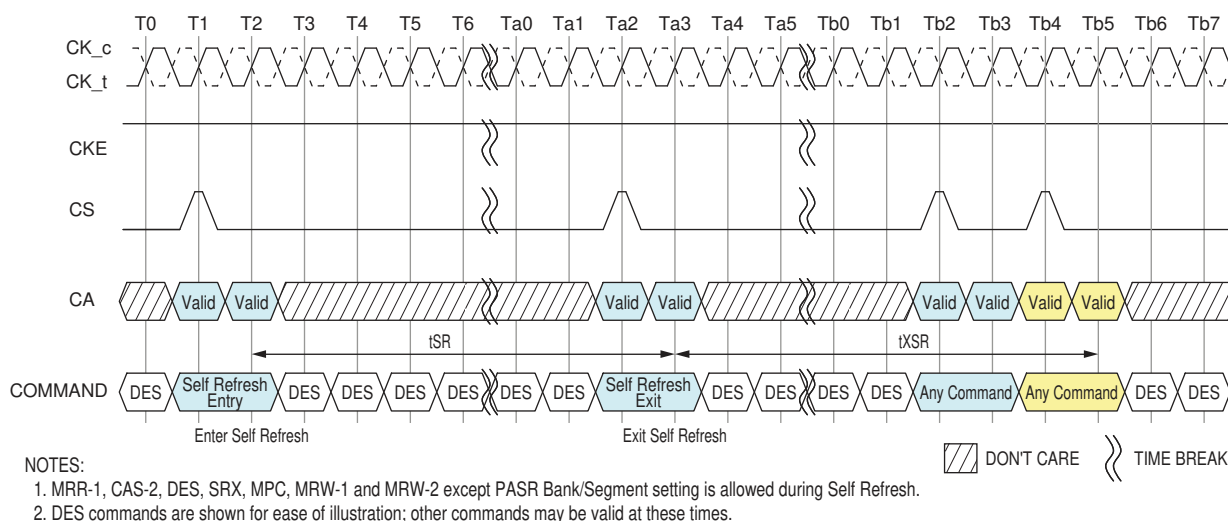 T0 T1 T2 T3 T4 T5 T6 Ta0 Ta1 Ta2 Ta3 Ta4 Ta5 Tb0 Tb1 Tb2 Tb3 Tb4 Tb5 Tb6 Tb7
CK_c
CK_t
CKE
CS
CA Valid Valid Valid Valid Valid Valid Valid Valid
tSR tXSR
COMMAND DES Self Refresh Entry DES DES DES DES DES DES Self Refresh Exit DES DES DES DES Any Command Any Command DES DES
Enter Self Refresh Exit Self Refresh
DON'T CARE TIME BREAK
NOTES:
1. MRR-1, CAS-2, DES, SRX, MPC, MRW-1 and MRW-2 except PASR Bank/Segment setting is allowed during Self Refresh.
2. DES commands are shown for ease of illustration; other commands may be valid at these times.